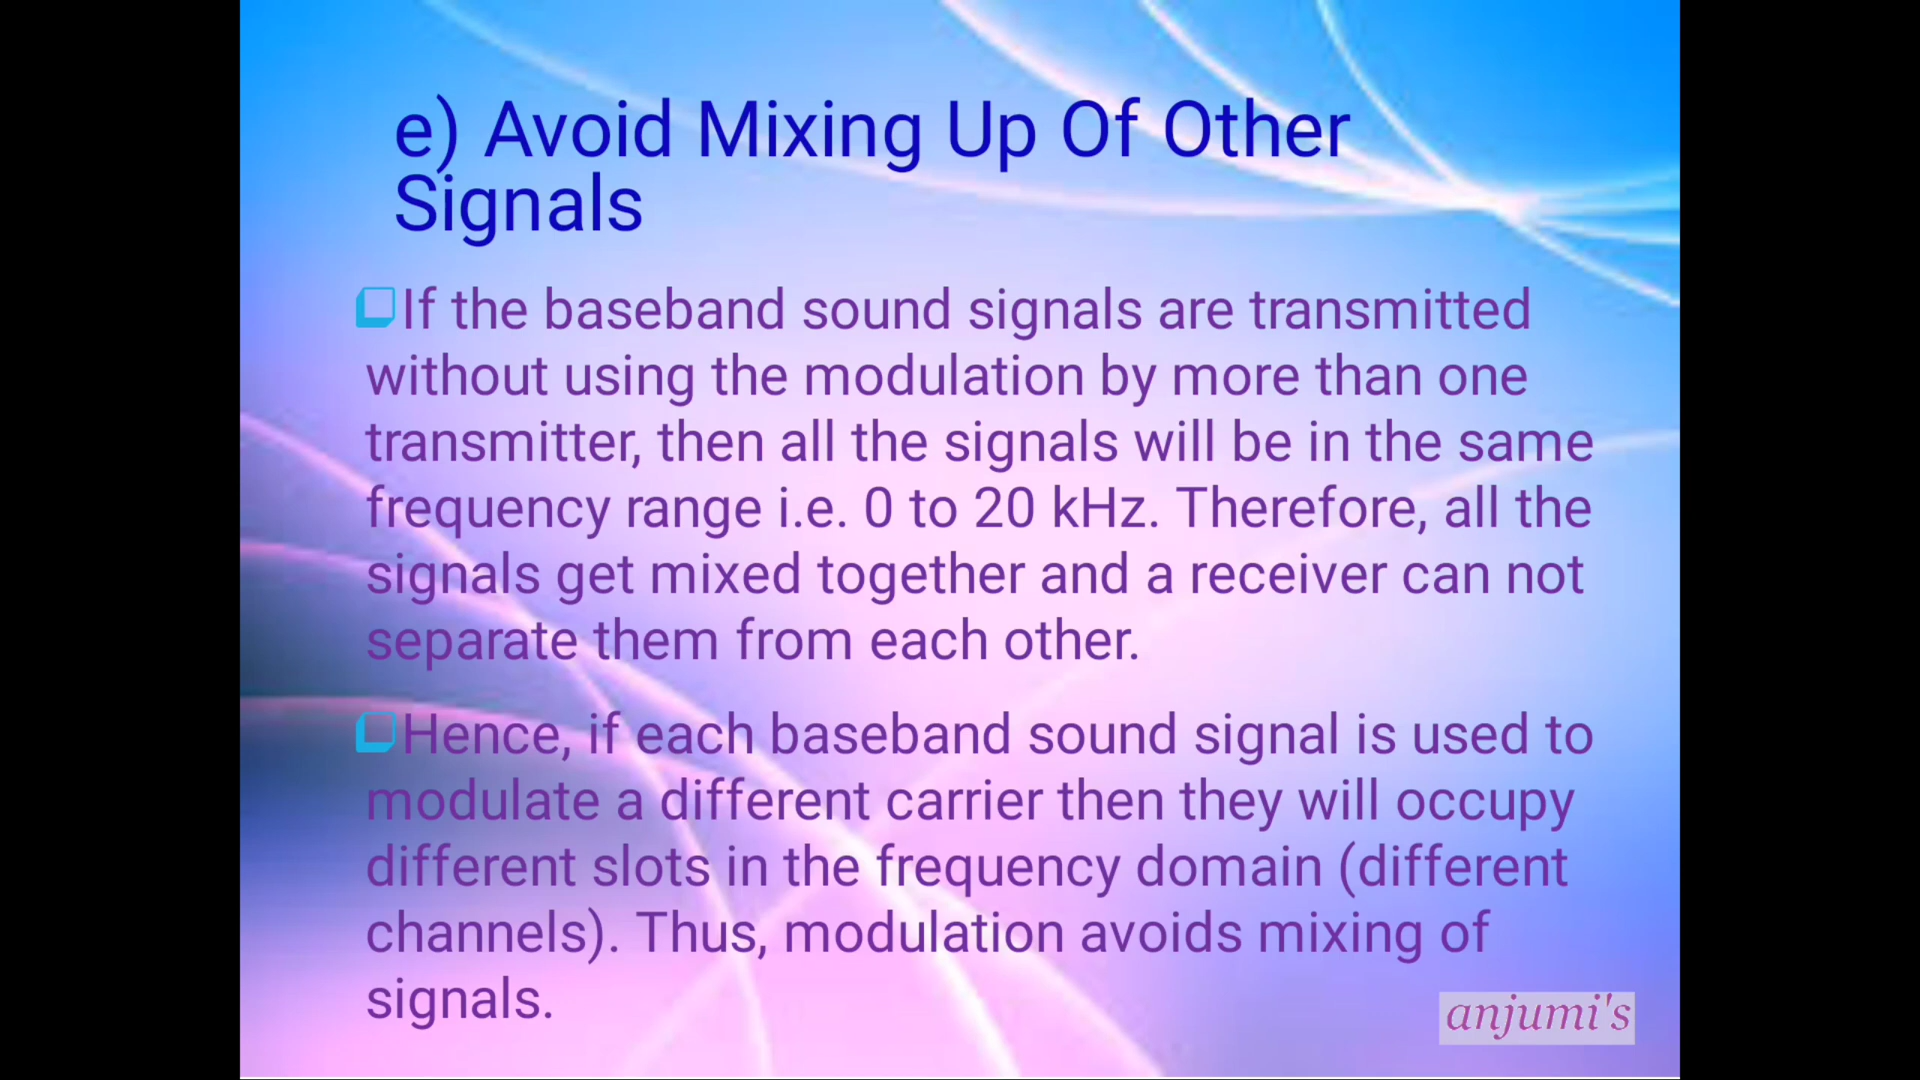 e) Avoid Mixing Up Of Other
Signals
If the baseband sound signals are transmitted
without using the modulation by more than one
transmitter, then all the signals will be in the same
frequency range i.e. 0 to 20 kHz. Therefore, all the
signals get mixed together and a receiver can not
separate them from each other.
Hence, if each baseband sound signal is used to
modulate a different carrier then they will occupy
different slots in the frequency domain (different
channels). Thus, modulation avoids mixing of
signals.
anjumi's